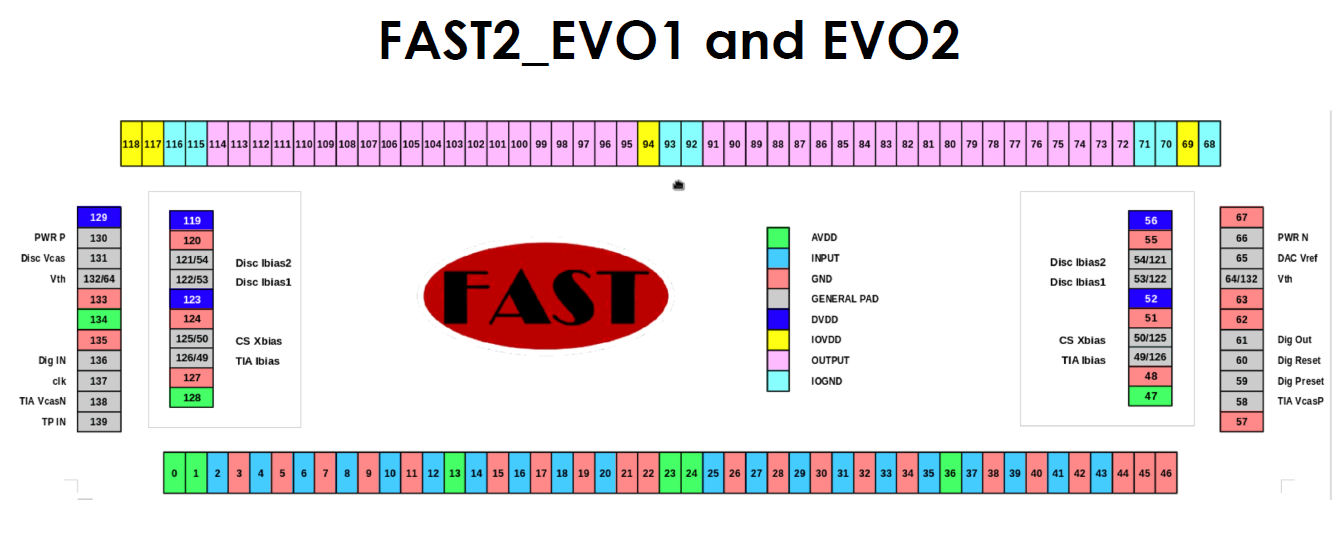 FAST2_EVO1 and EVO2
118 117 116 115 114 113 112 111 110 109 108 107 106 105 104 103 102 101 100 99 98 97 96 95 94 93 92 91 90 89 88 87 86 85 84 83 82 81 80 79 78 77 76 75 74 73 72 71 70 69 68
129
PWR P 130
Disc Vcas 131
Vth 132/64
133
134
135
Dig IN 136
clk 137
TIA VcasN 138
TP IN 139
119
120
121/54 Disc Ibias2
122/53 Disc Ibias1
123
124
125/50 CS Xbias
126/49 TIA Ibias
127
128
FAST
AVDD
INPUT
GND
GENERAL PAD
DVDD
IOVDD
OUTPUT
IOGND
56
55
Disc Ibias2 54/121
Disc Ibias1 53/122
52
51
CS Xbias 50/125
TIA Ibias 49/126
48
47
67
66 PWR N
65 DAC Vref
64/132 Vth
63
62
61 Dig Out
60 Dig Reset
59 Dig Preset
58 TIA VcasP
57
0 1 2 3 4 5 6 7 8 9 10 11 12 13 14 15 16 17 18 19 20 21 22 23 24 25 26 27 28 29 30 31 32 33 34 35 36 37 38 39 40 41 42 43 44 45 46